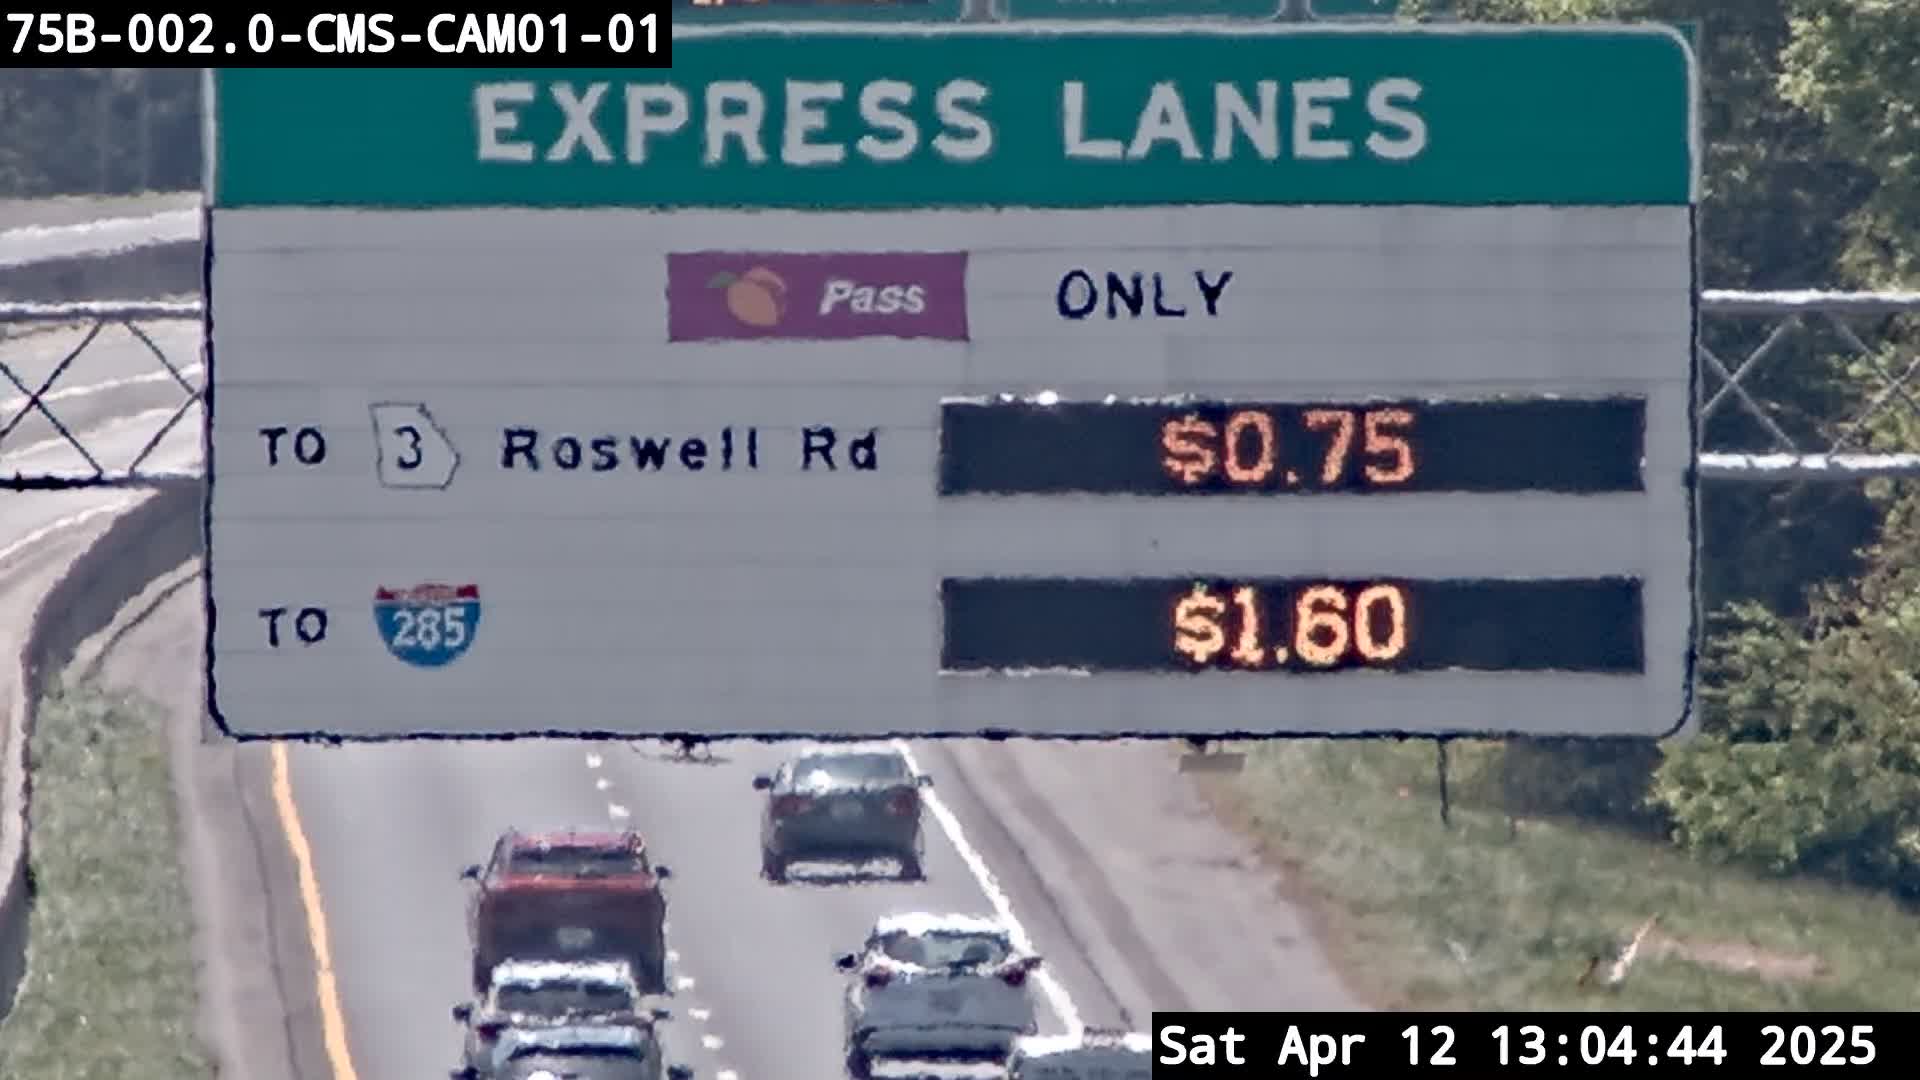 75B-002.0-CMS-CAM01-01
EXPRESS LANES
Pass ONLY
TO 3 Roswell Rd $0.75
TO 285 $1.60
Sat Apr 12 13:04:44 2025